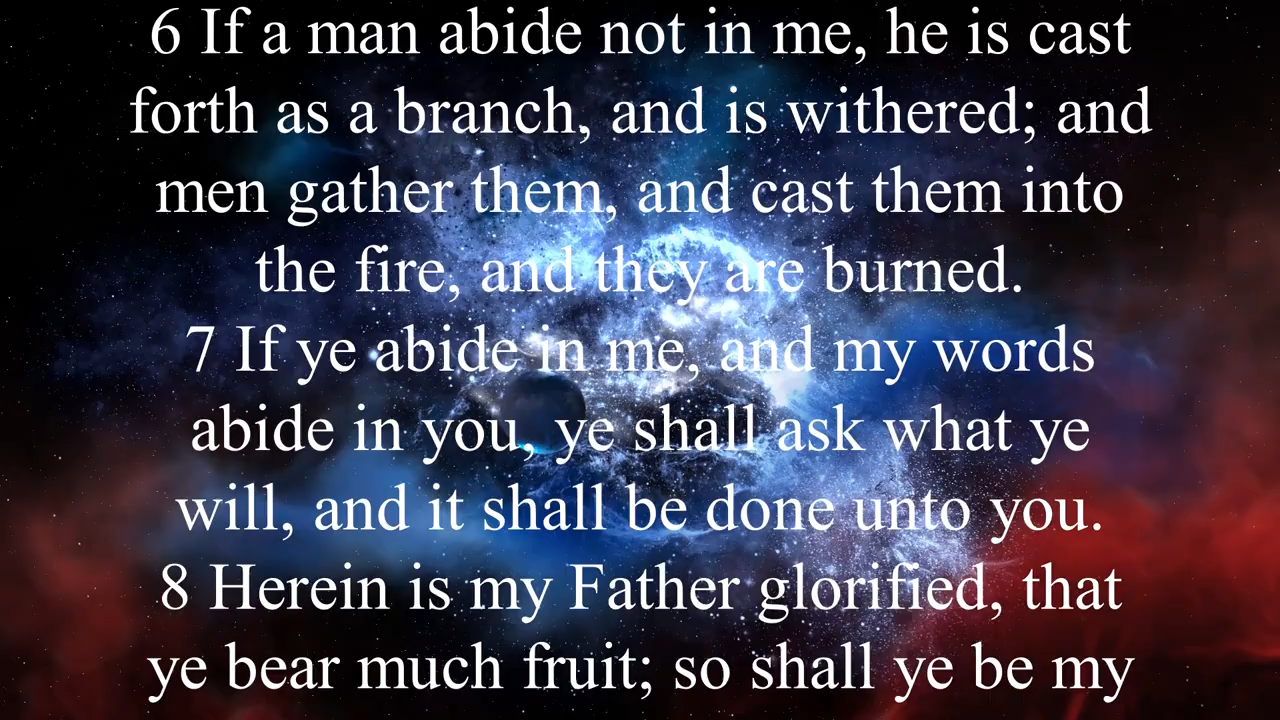 6 If a man abide not in me, he is cast
forth as a branch, and is withered; and
men gather them, and cast them into
the fire, and they are burned.
7 If ye abide in me, and my words
abide in you, ye shall ask what ye
will, and it shall be done unto you.
8 Herein is my Father glorified, that
ye bear much fruit; so shall ye be my